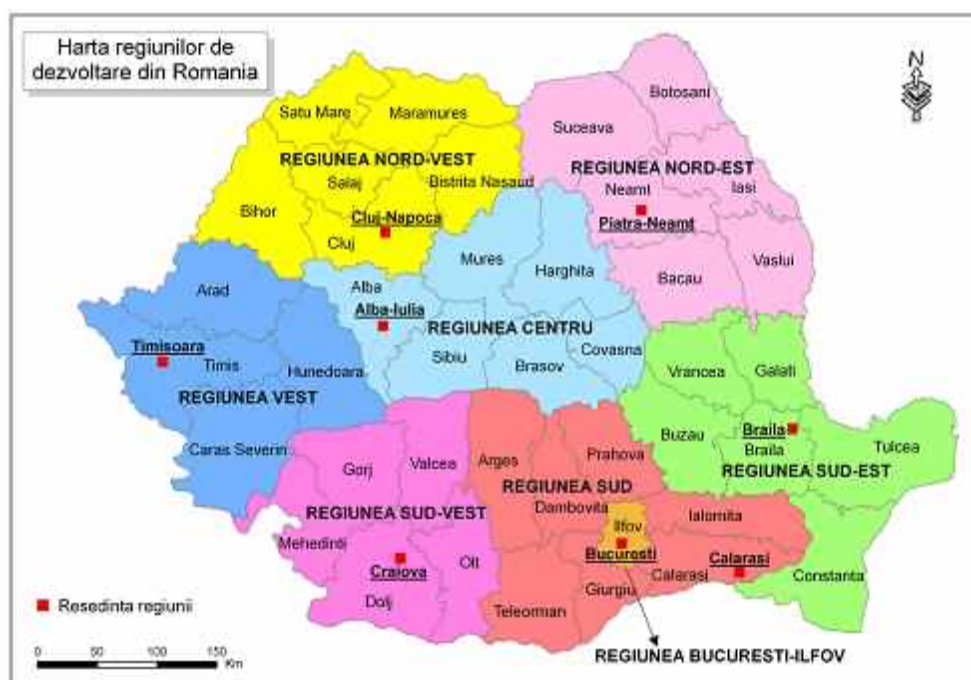 Harta regiunilor de
dezvoltare din Romania
N
Botosani
Satu Mare
Maramures
Suceava
REGIUNEA NORD-VEST
REGIUNEA NORD-EST
Salaj
Bistrita Nasaud
Neamt
Iasi
Bihor
Cluj-Napoca
Piatra-Neamt
Cluj
Mures
Harghita
Bacau
Vaslui
Arad
Alba
Alba-Iulia
REGIUNEA CENTRU
Timisoara
Timis
Hunedoara
Sibiu
Brasov
Covasna
Vrancea
Galati
REGIUNEA VEST
Caras Severin
Gorj
Valcea
Arges
Prahova
Buzau
Braila
Braila
Tulcea
REGIUNEA SUD-EST
REGIUNEA SUD
REGIUNEA SUD-VEST
Dambovita
Ilfov
Ialomita
Mehedinti
Craiova
Olt
Bucuresti
Calarasi
Calarasi
Constanta
Dolj
Giurgiu
Teleorman
Resedinta regiunii
REGIUNEA BUCURESTI-ILFOV
0 50 100 150
Km